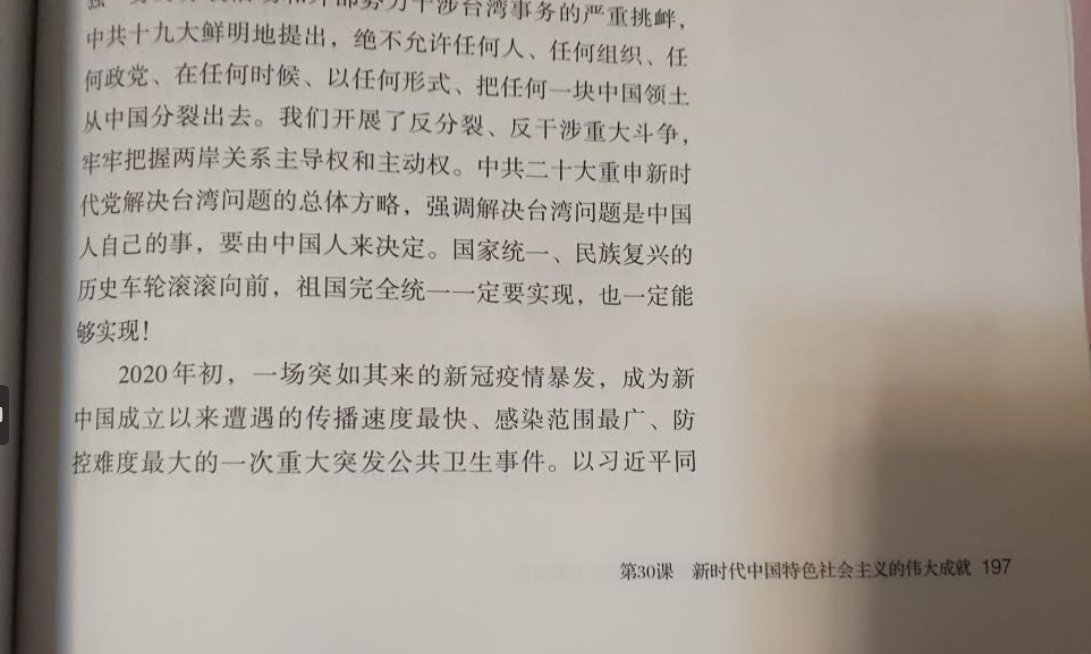 干涉台湾事务的严重挑衅，
中共十九大鲜明地提出，绝不允许任何人、任何组织、任
何政党、在任何时候、以任何形式、把任何一块中国领土
从中国分裂出去。我们开展了反分裂、反干涉重大斗争，
牢牢把握两岸关系主导权和主动权。中共二十大重申新时
代党解决台湾问题的总体方略，强调解决台湾问题是中国
人自己的事，要由中国人来决定。国家统一、民族复兴的
历史车轮滚滚向前，祖国完全统一一定要实现，也一定能
够实现！
2020年初，一场突如其来的新冠疫情暴发，成为新
中国成立以来遭遇的传播速度最快、感染范围最广、防
控难度最大的一次重大突发公共卫生事件。以习近平同
第30课 新时代中国特色社会主义的伟大成就 197